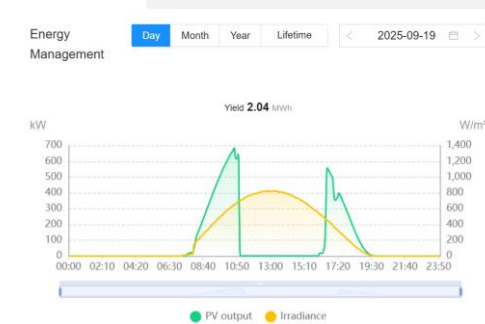 Energy
Management
Day Month Year Lifetime
< 2025-09-19 >
Yield 2.04 MWh
kW W/m²
700 1,400
600 1,200
500 1,000
400 800
300 600
200 400
100 200
0 0
00:00 02:10 04:20 06:30 08:40 10:50 13:00 15:10 17:20 19:30 21:40 23:50
PV output Irradiance